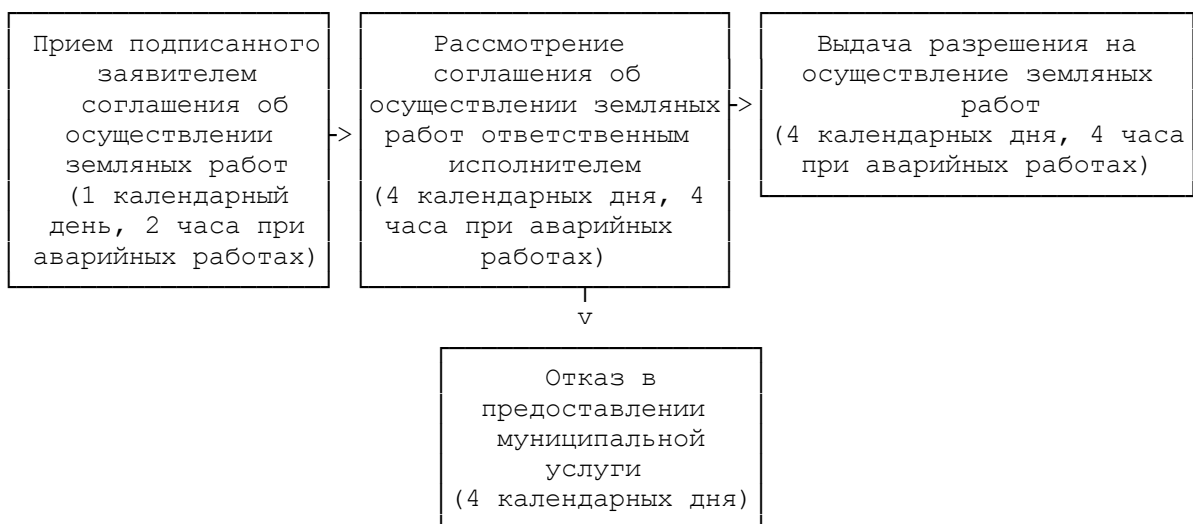 Прием подписанного
заявителем
соглашения об
осуществлении
земляных работ
(1 календарный
день, 2 часа при
аварийных работах)
->
Рассмотрение
соглашения об
осуществлении земляных
работ ответственным
исполнителем
(4 календарных дня, 4
часа при аварийных
работах)
->
Выдача разрешения на
осуществление земляных
работ
(4 календарных дня, 4 часа
при аварийных работах)
v
Отказ в
предоставлении
муниципальной
услуги
(4 календарных дня)